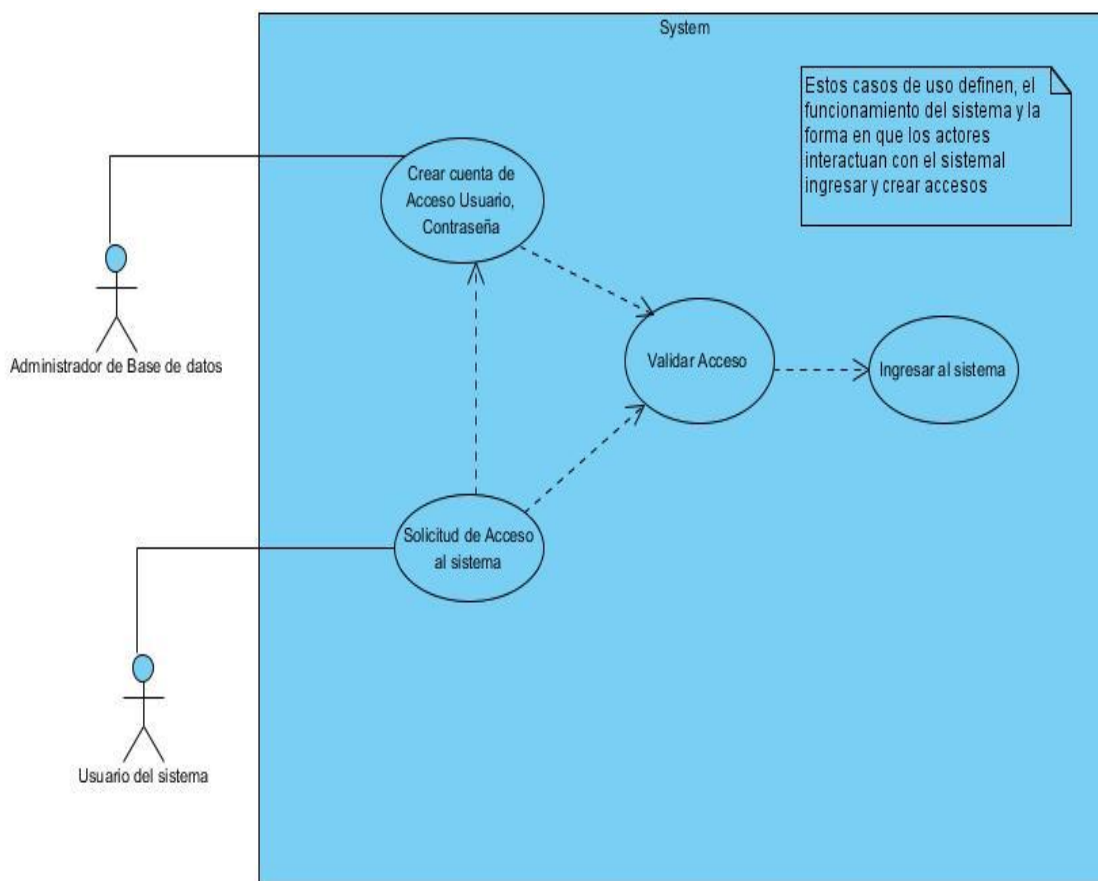 System
Estos casos de uso definen, el
funcionamiento del sistema y la
forma en que los actores
interactuan con el sistemal
ingresar y crear accesos
Crear cuenta de
Acceso Usuario,
Contraseña
Administrador de Base de datos
Validar Acceso
Ingresar al sistema
Solicitud de Acceso
al sistema
Usuario del sistema